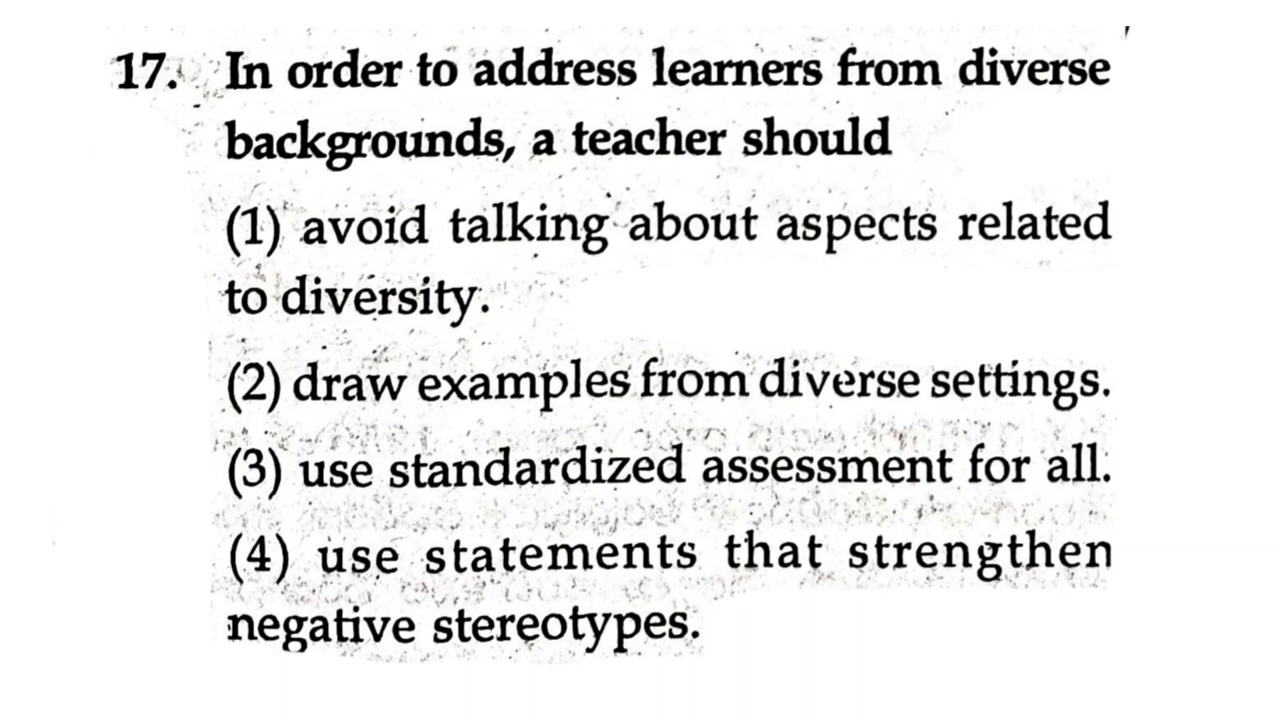 17. In order to address learners from diverse
backgrounds, a teacher should
(1) avoid talking about aspects related
to diversity.
(2) draw examples from diverse settings.
(3) use standardized assessment for all.
(4) use statements that strengthen
negative stereotypes.